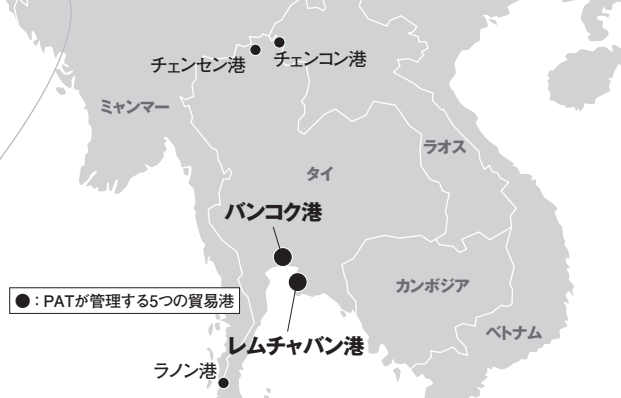 チェンセン港
チェンコン港
ミャンマー
ラオス
タイ
バンコク港
カンボジア
●：PATが管理する5つの貿易港
ベトナム
レムチャバン港
ラノン港